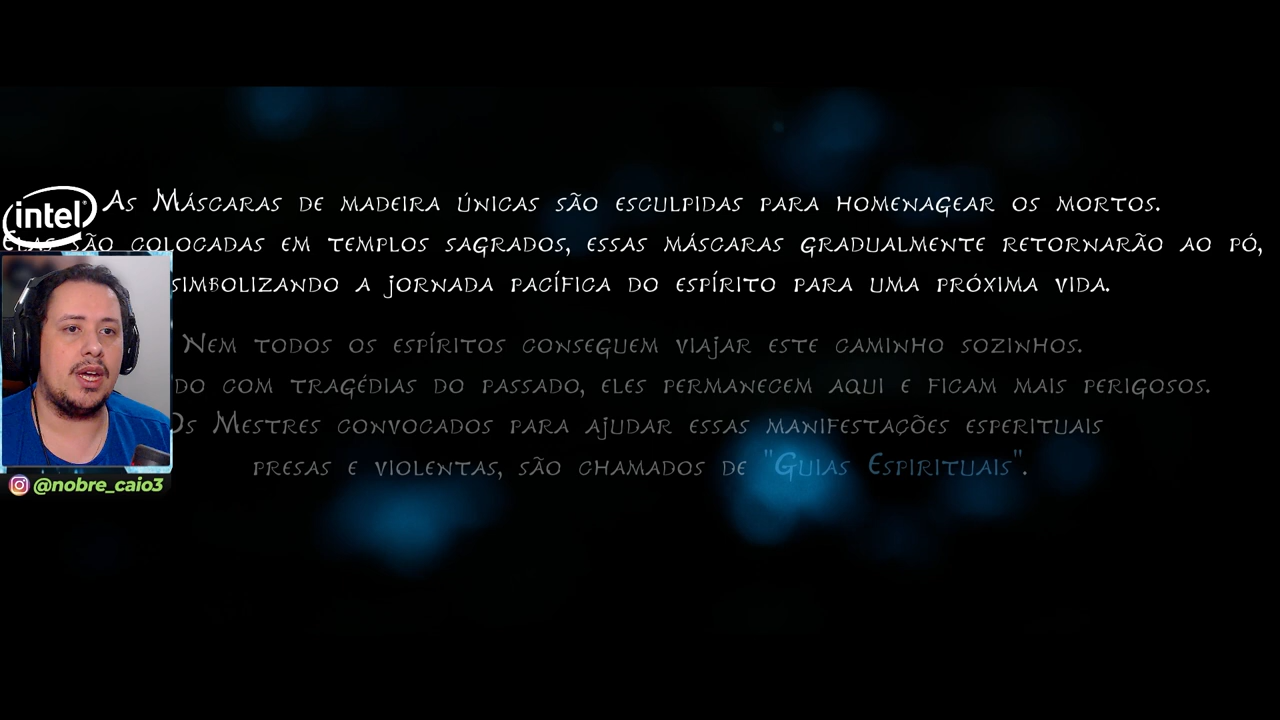 intel
As Máscaras de madeira únicas são esculpidas para homenagear os mortos.
Elas são colocadas em templos sagrados, essas máscaras gradualmente retornarão ao pó,
simbolizando a jornada pacífica do espírito para uma próxima vida.
Nem todos os espíritos conseguem viajar este caminho sozinhos.
com tragédias do passado, eles permanecem aqui e ficam mais perigosos.
Os Mestres convocados para ajudar essas manifestações esperituais
presas e violentas, são chamados de "Guias Espirituais".
@nobre_caio3